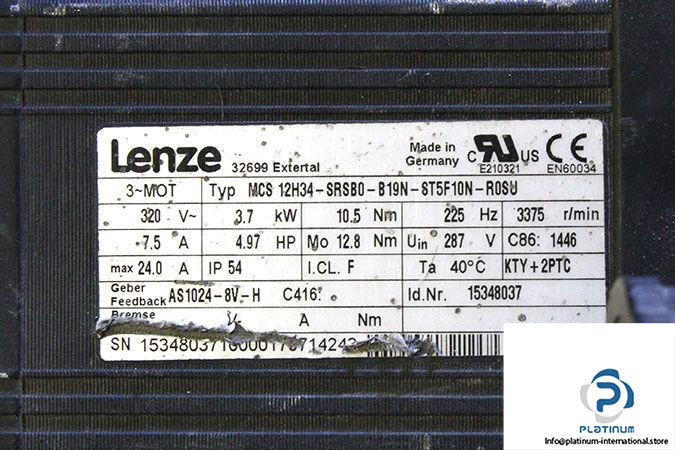 Lenze 32699 Extertal Made in Germany C UR US E210321 CE EN60034
3~MOT Typ MCS 12H34-SRSB0-B19N-ST5F10N-R0SU
320 V~ 3.7 kW 10.5 Nm 225 Hz 3375 r/min
7.5 A 4.97 HP Mo 12.8 Nm Uin 287 V C86: 1446
max 24.0 A IP 54 I.CL. F Ta 40°C KTY+2PTC
Geber Feedback AS1024-8V-H C416: Id.Nr. 15348037
Bremse A Nm
SN
PLATINUM
Info@platinum-international.store